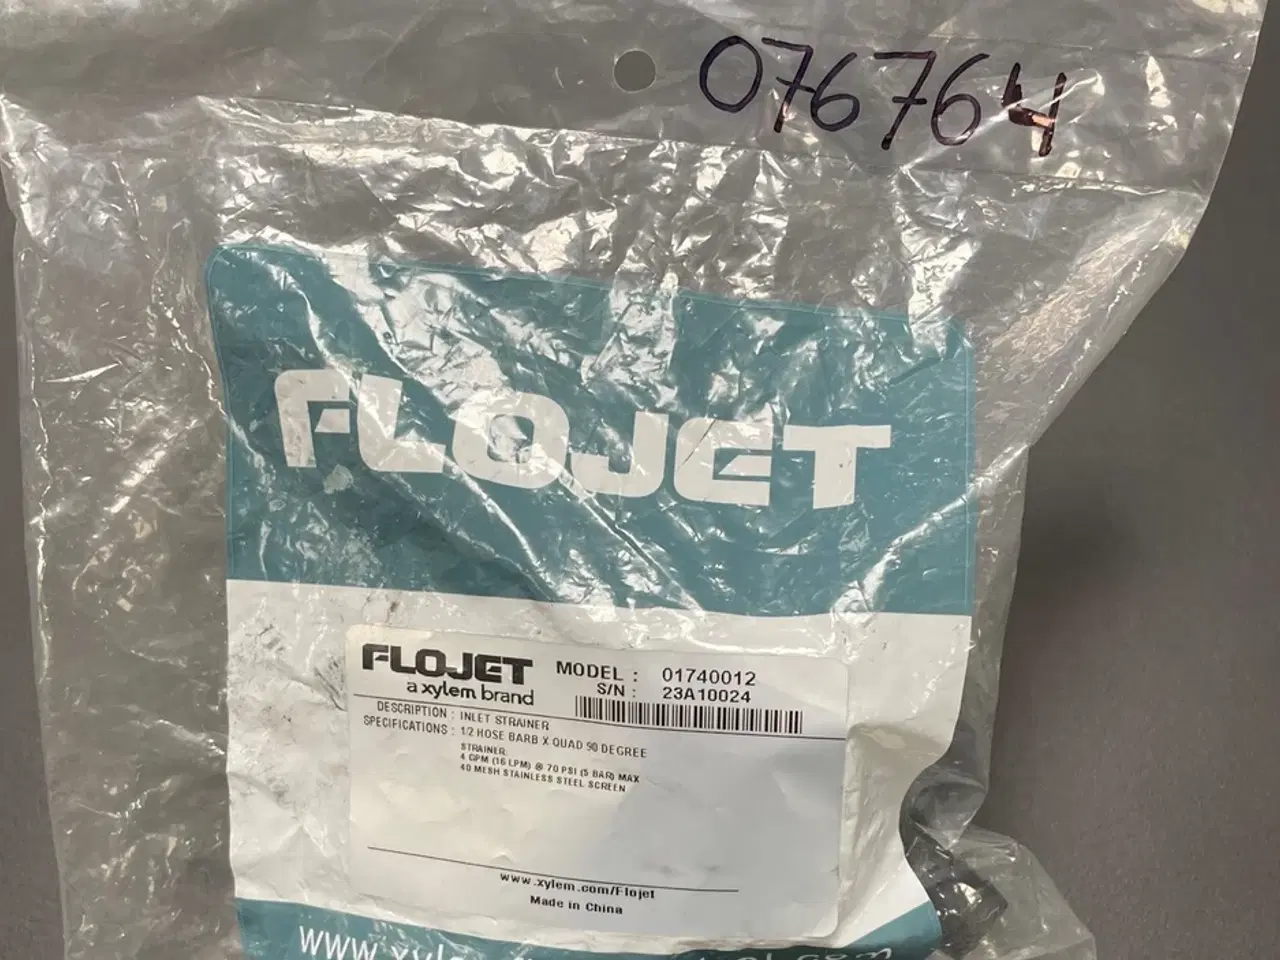 076764
FLOJET
FLOJET
a xylem brand
MODEL : 01740012
S/N : 23A10024
DESCRIPTION : INLET STRAINER
SPECIFICATIONS : 1/2 HOSE BARB X QUAD 90 DEGREE
STRAINER:
4 GPM (16 LPM) @ 70 PSI (5 BAR) MAX
40 MESH STAINLESS STEEL SCREEN
www.xylem.com/Flojet
Made in China